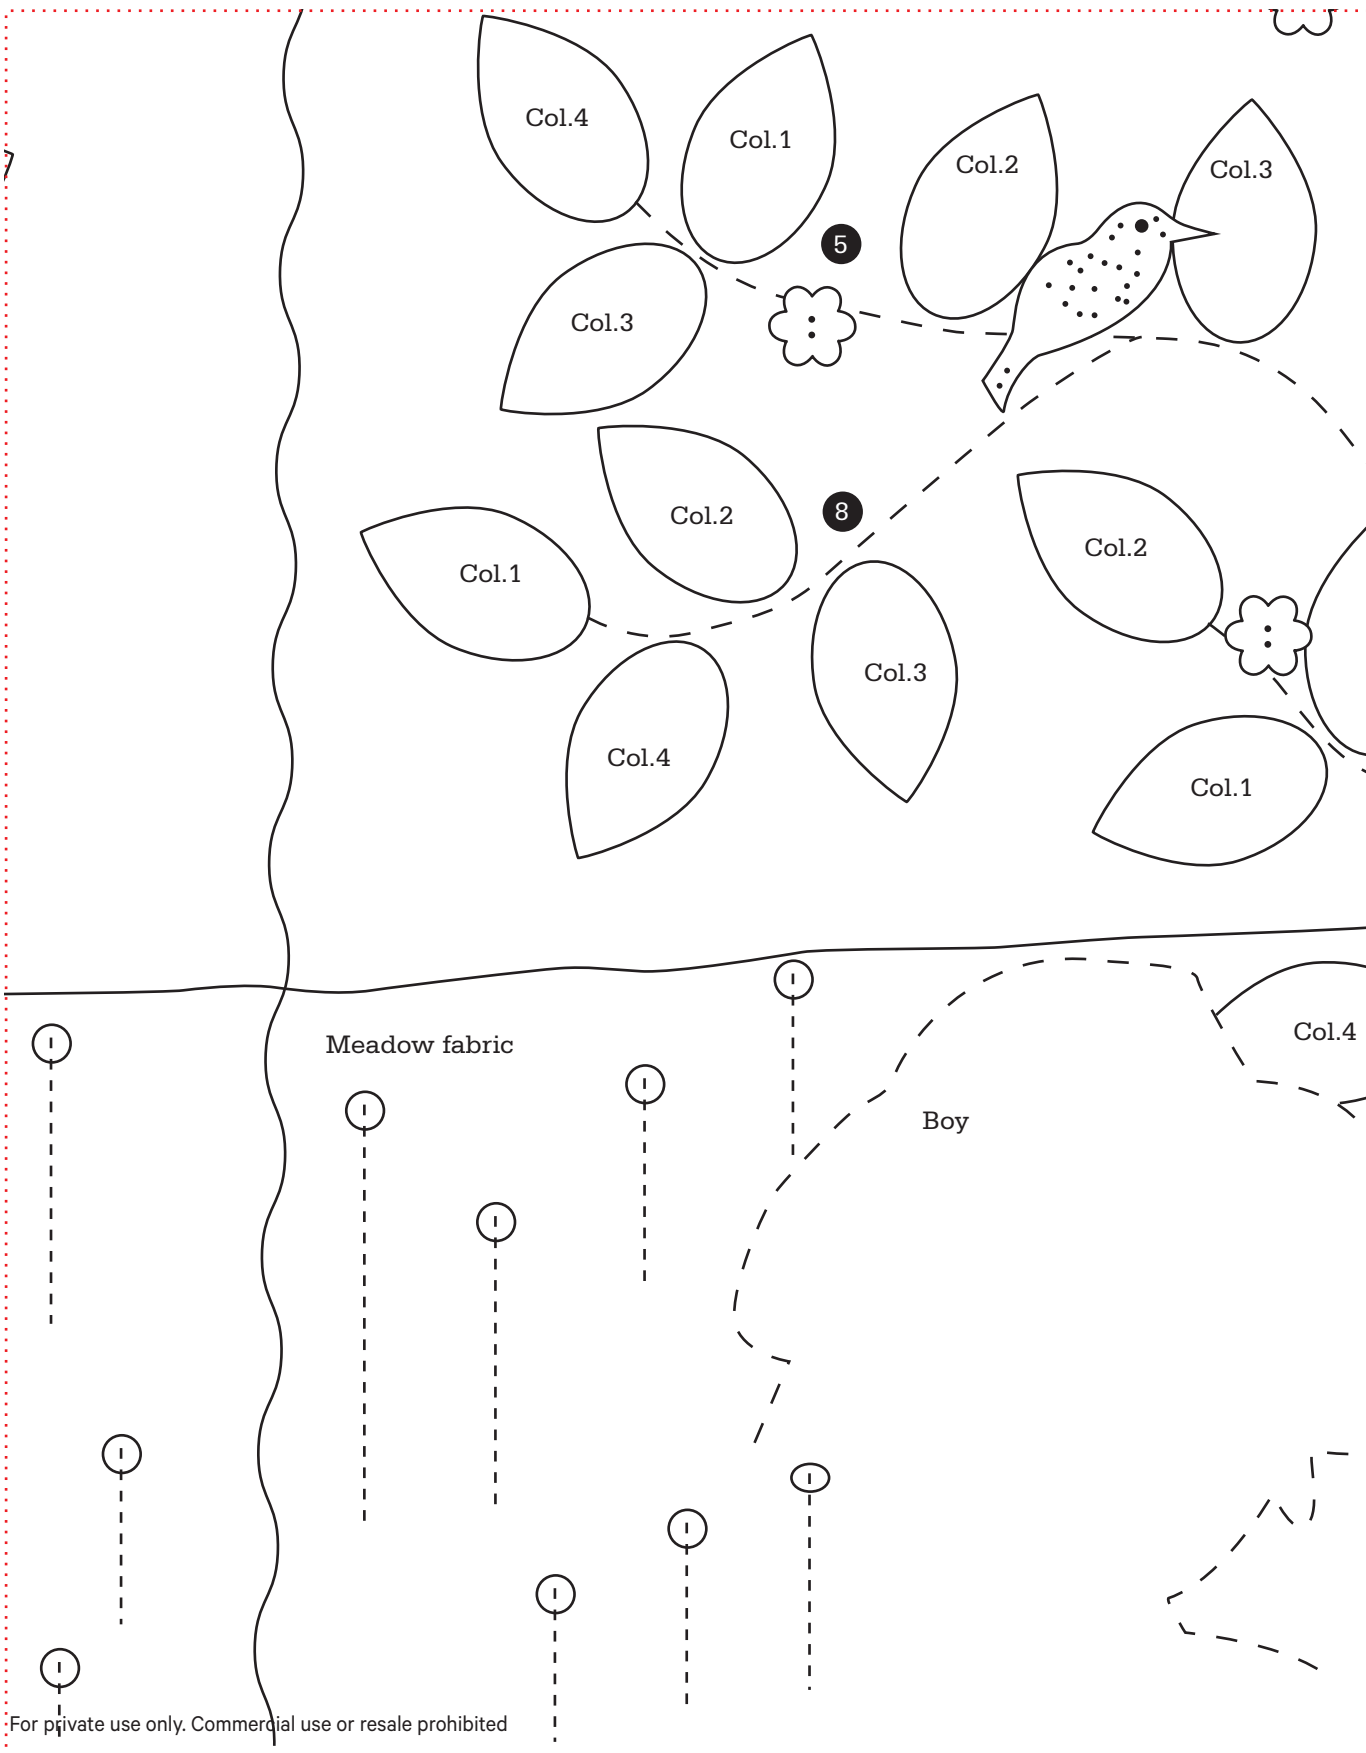 Col.4
Col.1
Col.2
Col.3
5
Col.3
Col.2
8
Col.2
Col.1
Col.3
Col.4
Col.1
Col.4
Meadow fabric
Boy
For private use only. Commercial use or resale prohibited